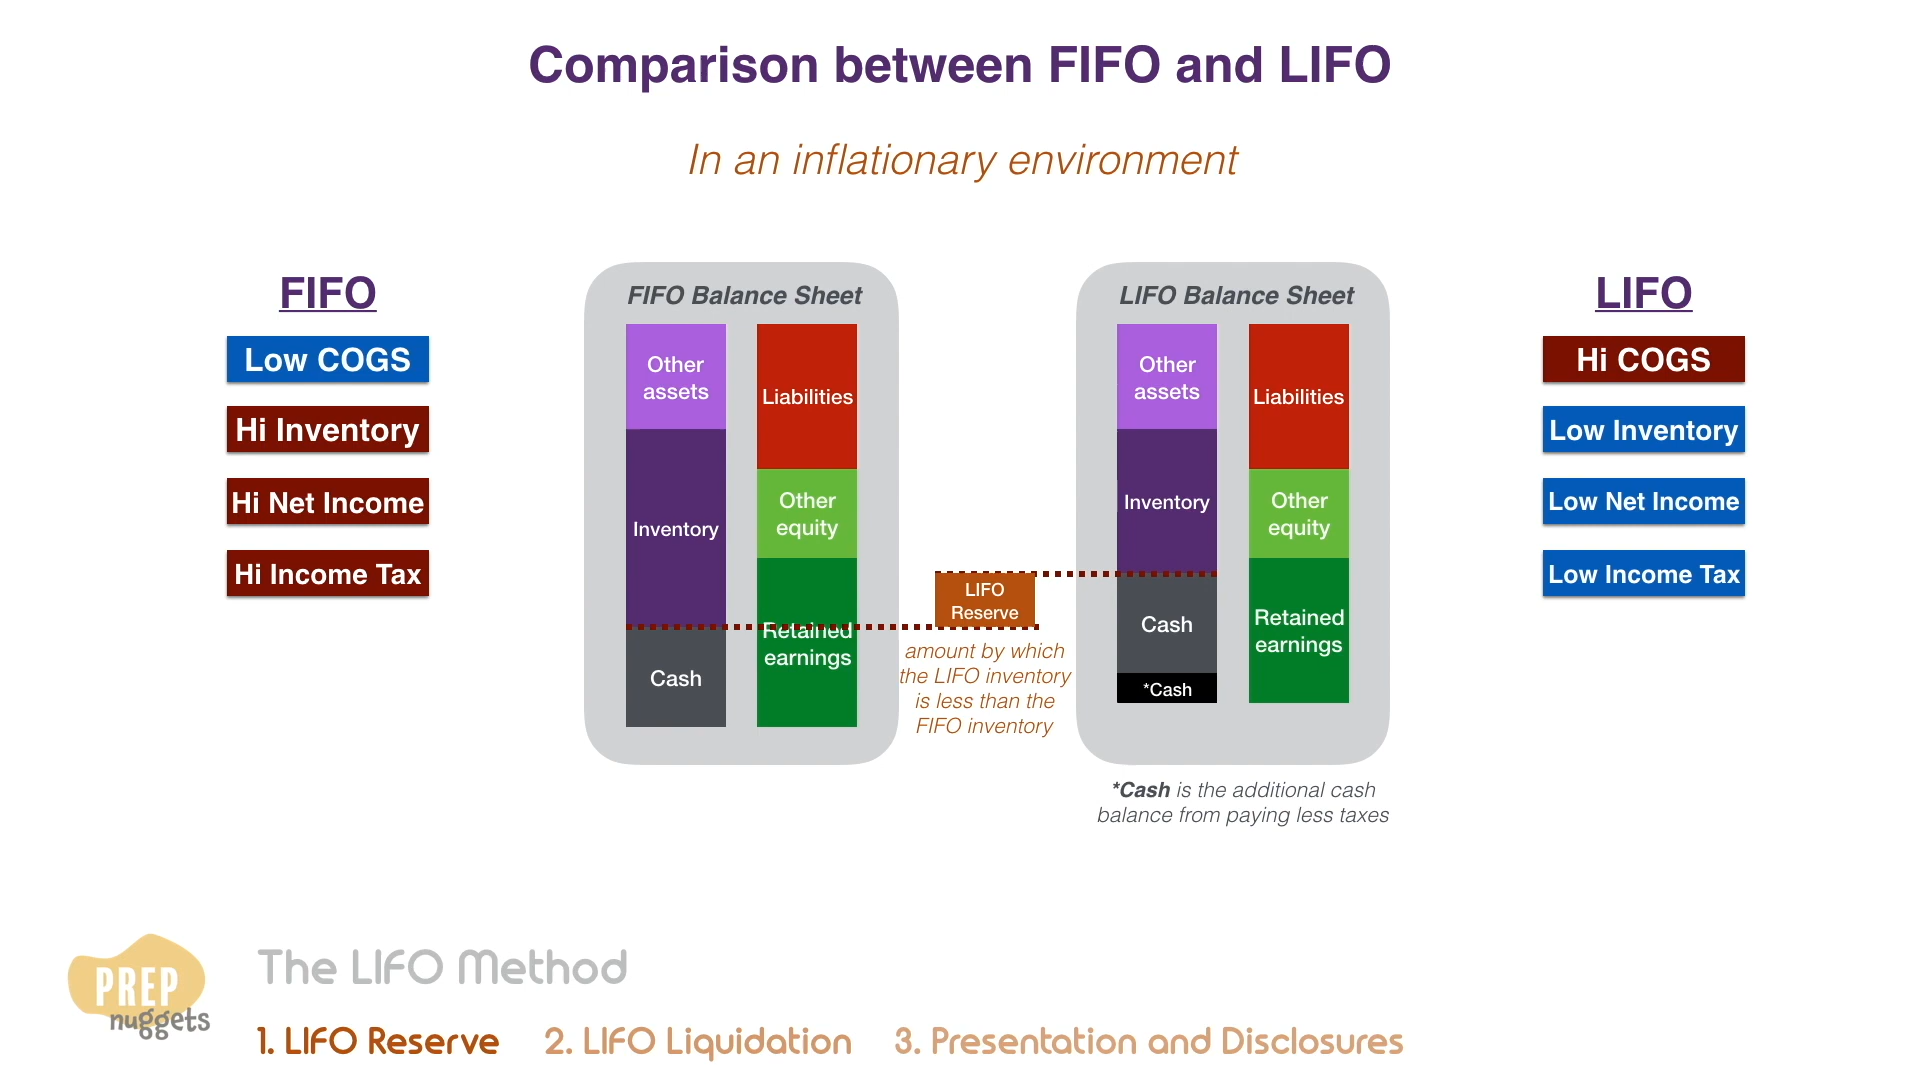 Comparison between FIFO and LIFO
In an inflationary environment
FIFO
Low COGS
Hi Inventory
Hi Net Income
Hi Income Tax
FIFO Balance Sheet
Other
assets
Inventory
Cash
Liabilities
Other
equity
Retained
earnings
LIFO
Reserve
amount by which
the LIFO inventory
is less than the
FIFO inventory
LIFO Balance Sheet
Other
assets
Inventory
Cash
*Cash
Liabilities
Other
equity
Retained
earnings
*Cash is the additional cash
balance from paying less taxes
LIFO
Hi COGS
Low Inventory
Low Net Income
Low Income Tax
PREP
nuggets
The LIFO Method
1. LIFO Reserve 2. LIFO Liquidation 3. Presentation and Disclosures